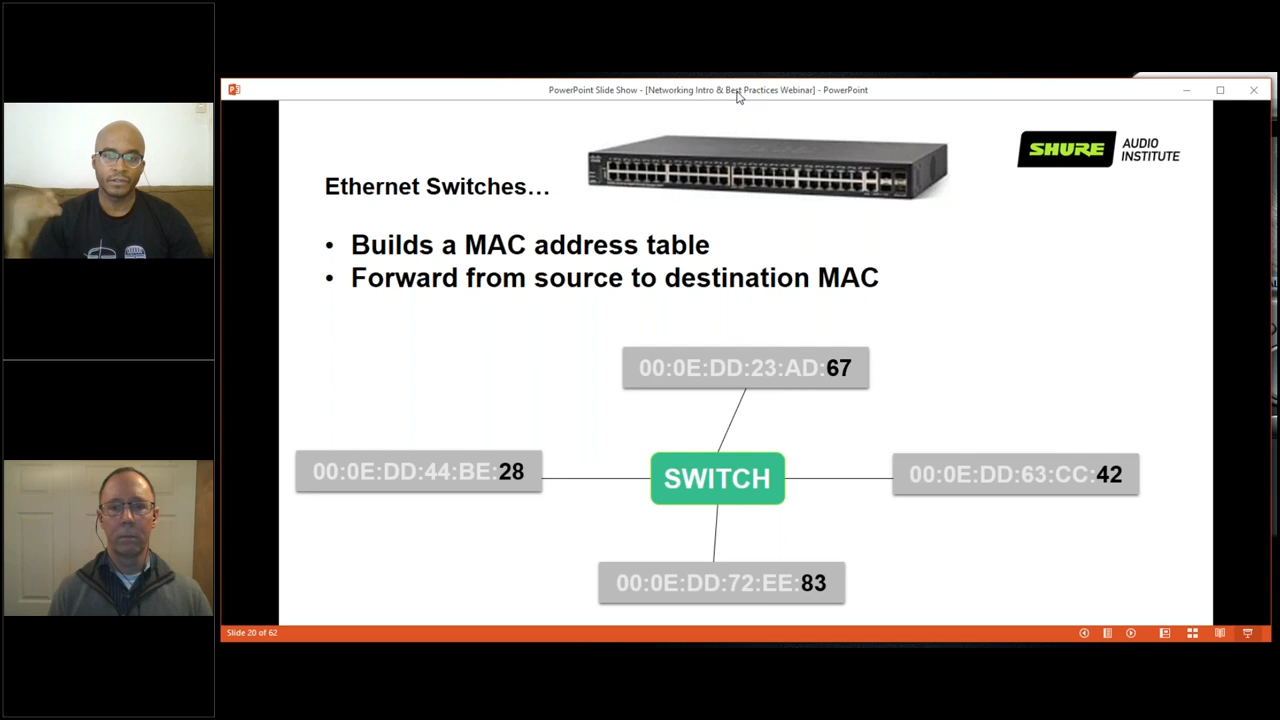 PowerPoint Slide Show - [Networking Intro & Best Practices Webinar] - PowerPoint
SHURE AUDIO
INSTITUTE
Ethernet Switches…
• Builds a MAC address table
• Forward from source to destination MAC
00:0E:DD:23:AD:67
00:0E:DD:44:BE:28
SWITCH
00:0E:DD:63:CC:42
00:0E:DD:72:EE:83
Slide 20 of 62